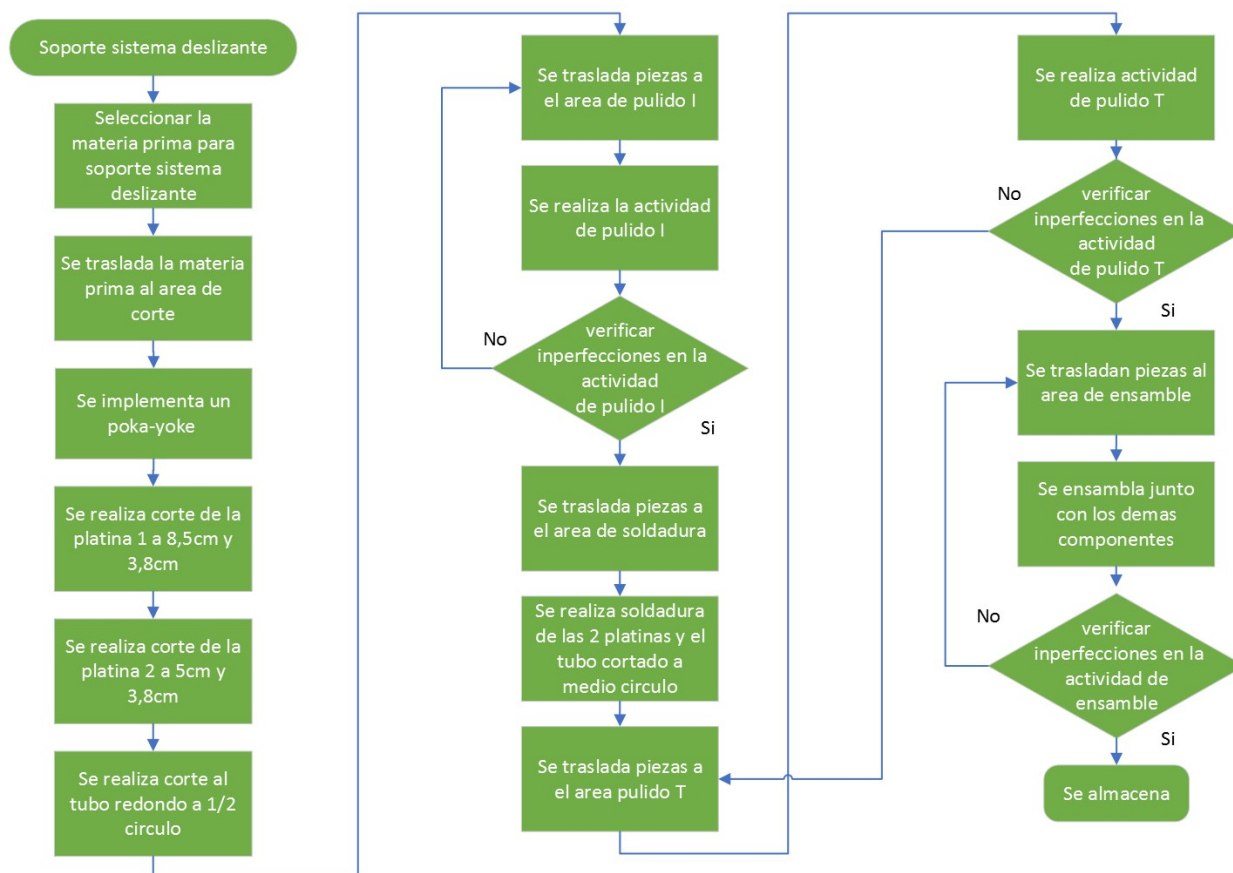 Soporte sistema deslizante
Seleccionar la
materia prima para
soporte sistema
deslizante
Se traslada la materia
prima al area de
corte
Se implementa un
poka-yoke
Se realiza corte de la
platina 1 a 8,5cm y
3,8cm
Se realiza corte de la
platina 2 a 5cm y
3,8cm
Se realiza corte al
tubo redondo a 1/2
circulo
Se traslada piezas a
el area de pulido I
Se realiza la actividad
de pulido I
No
verificar
inperfecciones en la
actividad
de pulido I
Si
Se traslada piezas a
el area de soldadura
Se realiza soldadura
de las 2 platinas y el
tubo cortado a
medio circulo
Se traslada piezas a
el area pulido T
Se realiza actividad
de pulido T
No
verificar
inperfecciones en la
actividad
de pulido T
Si
Se trasladan piezas al
area de ensamble
Se ensambla junto
con los demas
componentes
No
verificar
inperfecciones en la
actividad de
ensamble
Si
Se almacena